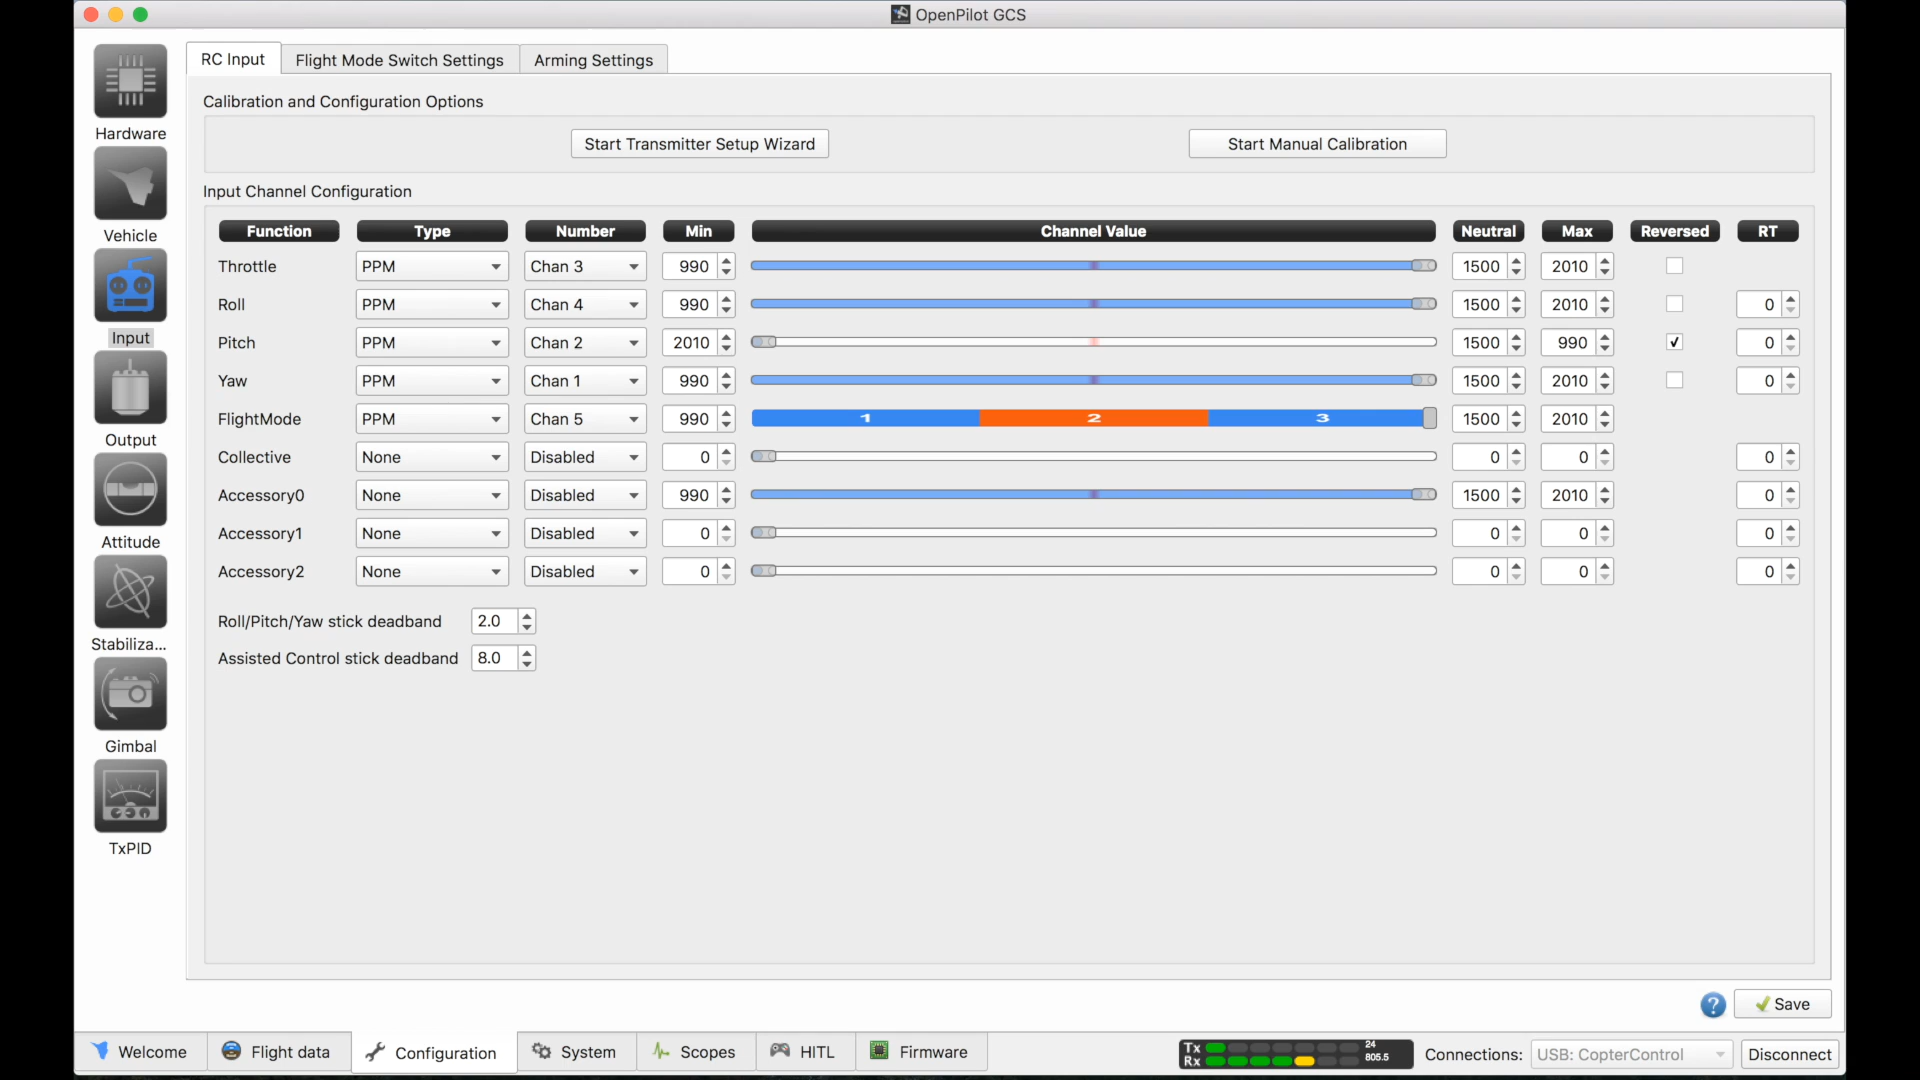 OpenPilot GCS
RC Input Flight Mode Switch Settings Arming Settings
Calibration and Configuration Options
Start Transmitter Setup Wizard Start Manual Calibration
Input Channel Configuration
Function Type Number Min Channel Value Neutral Max Reversed RT
Throttle PPM Chan 3 990 1500 2010
Roll PPM Chan 4 990 1500 2010 0
Pitch PPM Chan 2 2010 1500 990 0
Yaw PPM Chan 1 990 1500 2010 0
FlightMode PPM Chan 5 990 1 2 3 1500 2010
Collective None Disabled 0 0 0 0
Accessory0 None Disabled 990 1500 2010 0
Accessory1 None Disabled 0 0 0 0
Accessory2 None Disabled 0 0 0 0
Roll/Pitch/Yaw stick deadband 2.0
Assisted Control stick deadband 8.0
Hardware
Vehicle
Input
Output
Attitude
Stabiliza...
Gimbal
TxPID
? Save
Welcome Flight data Configuration System Scopes HITL Firmware
Tx 24
Rx 805.5
Connections: USB: CopterControl Disconnect